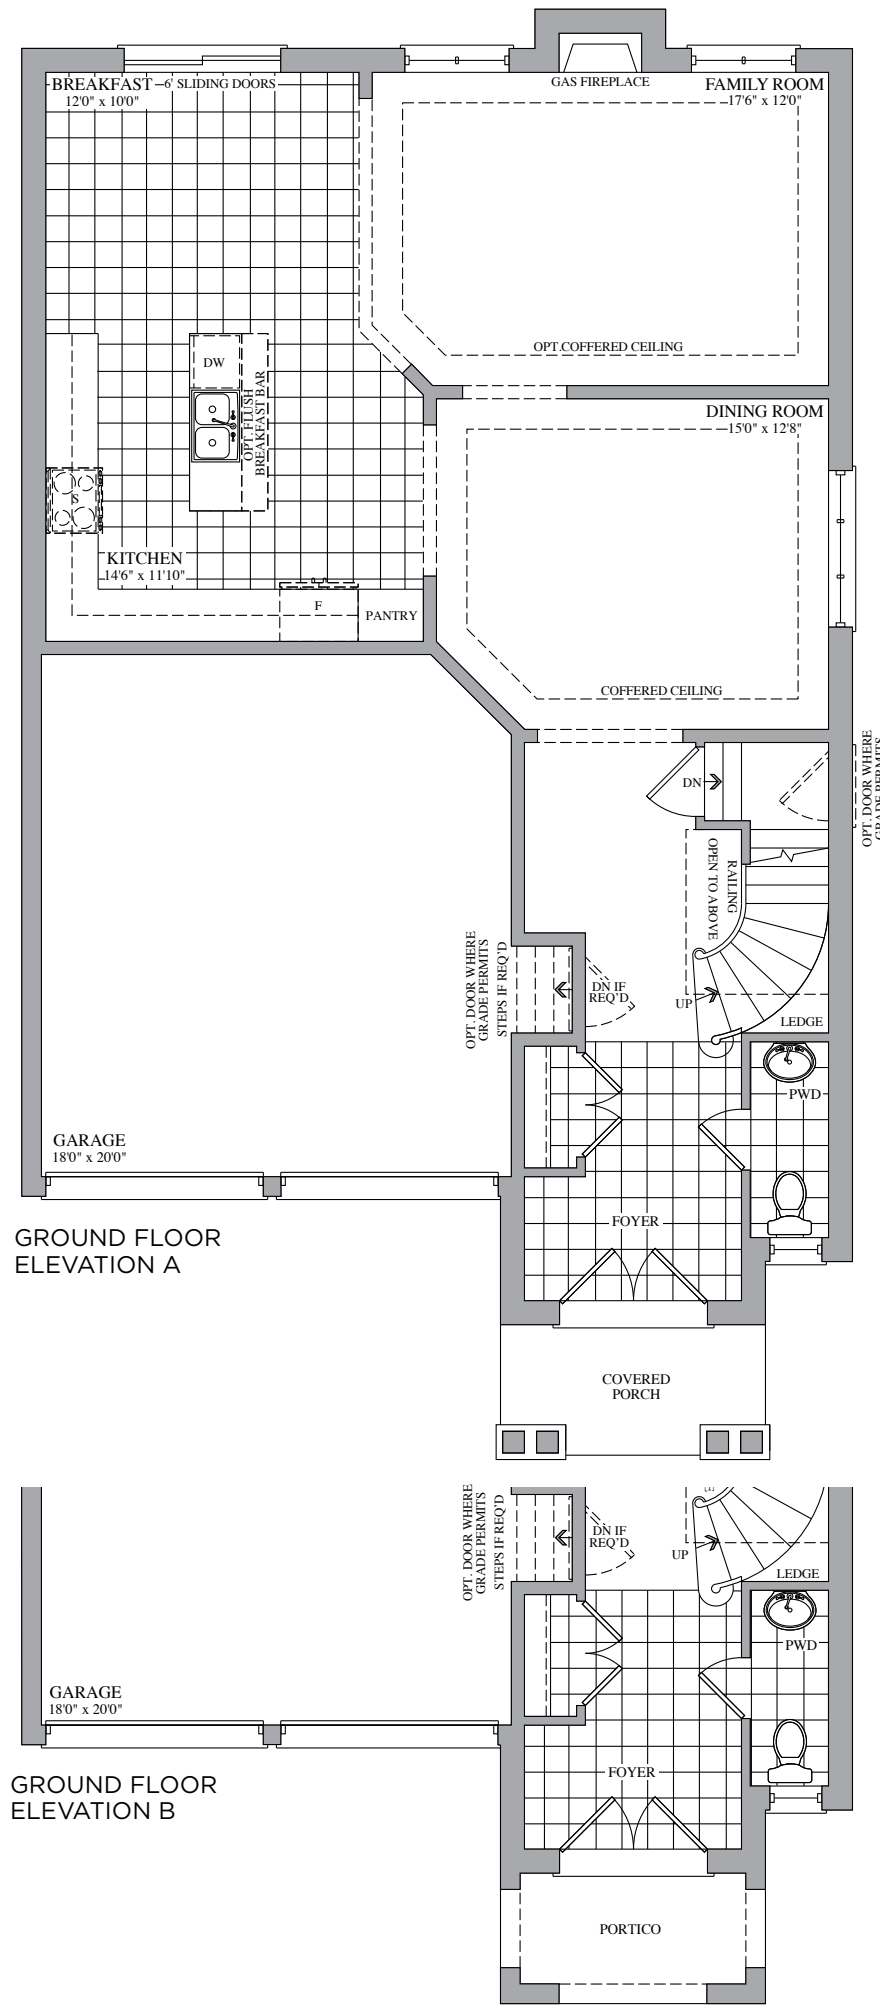 BREAKFAST
12'0" x 10'0"
6' SLIDING DOORS
GAS FIREPLACE
FAMILY ROOM
17'6" x 12'0"
OPT.COFFERED CEILING
DW
OPT. FLUSH
BREAKFAST BAR
DINING ROOM
15'0" x 12'8"
S
KITCHEN
14'6" x 11'10"
F
PANTRY
COFFERED CEILING
DN
OPT. DOOR WHERE
GRADE PERMITS
RAILING
OPEN TO ABOVE
OPT. DOOR WHERE
GRADE PERMITS
STEPS IF REQ'D
DN IF
REQ'D
UP
LEDGE
PWD
GARAGE
18'0" x 20'0"
FOYER
GROUND FLOOR
ELEVATION A
COVERED
PORCH
OPT. DOOR WHERE
GRADE PERMITS
STEPS IF REQ'D
DN IF
REQ'D
UP
LEDGE
PWD
GARAGE
18'0" x 20'0"
FOYER
GROUND FLOOR
ELEVATION B
PORTICO